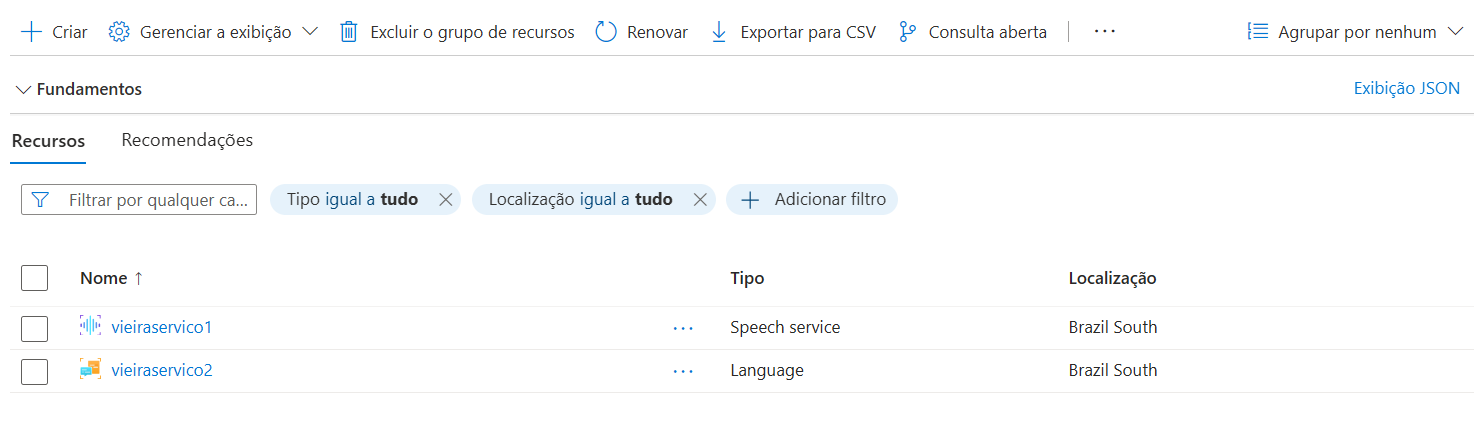 Criar Gerenciar a exibição Excluir o grupo de recursos Renovar Exportar para CSV Consulta aberta ... Agrupar por nenhum
Fundamentos Exibição JSON
Recursos Recomendações
Filtrar por qualquer ca... Tipo igual a tudo Localização igual a tudo Adicionar filtro
Nome ↑ Tipo Localização
vieiraservico1 ... Speech service Brazil South
vieiraservico2 ... Language Brazil South